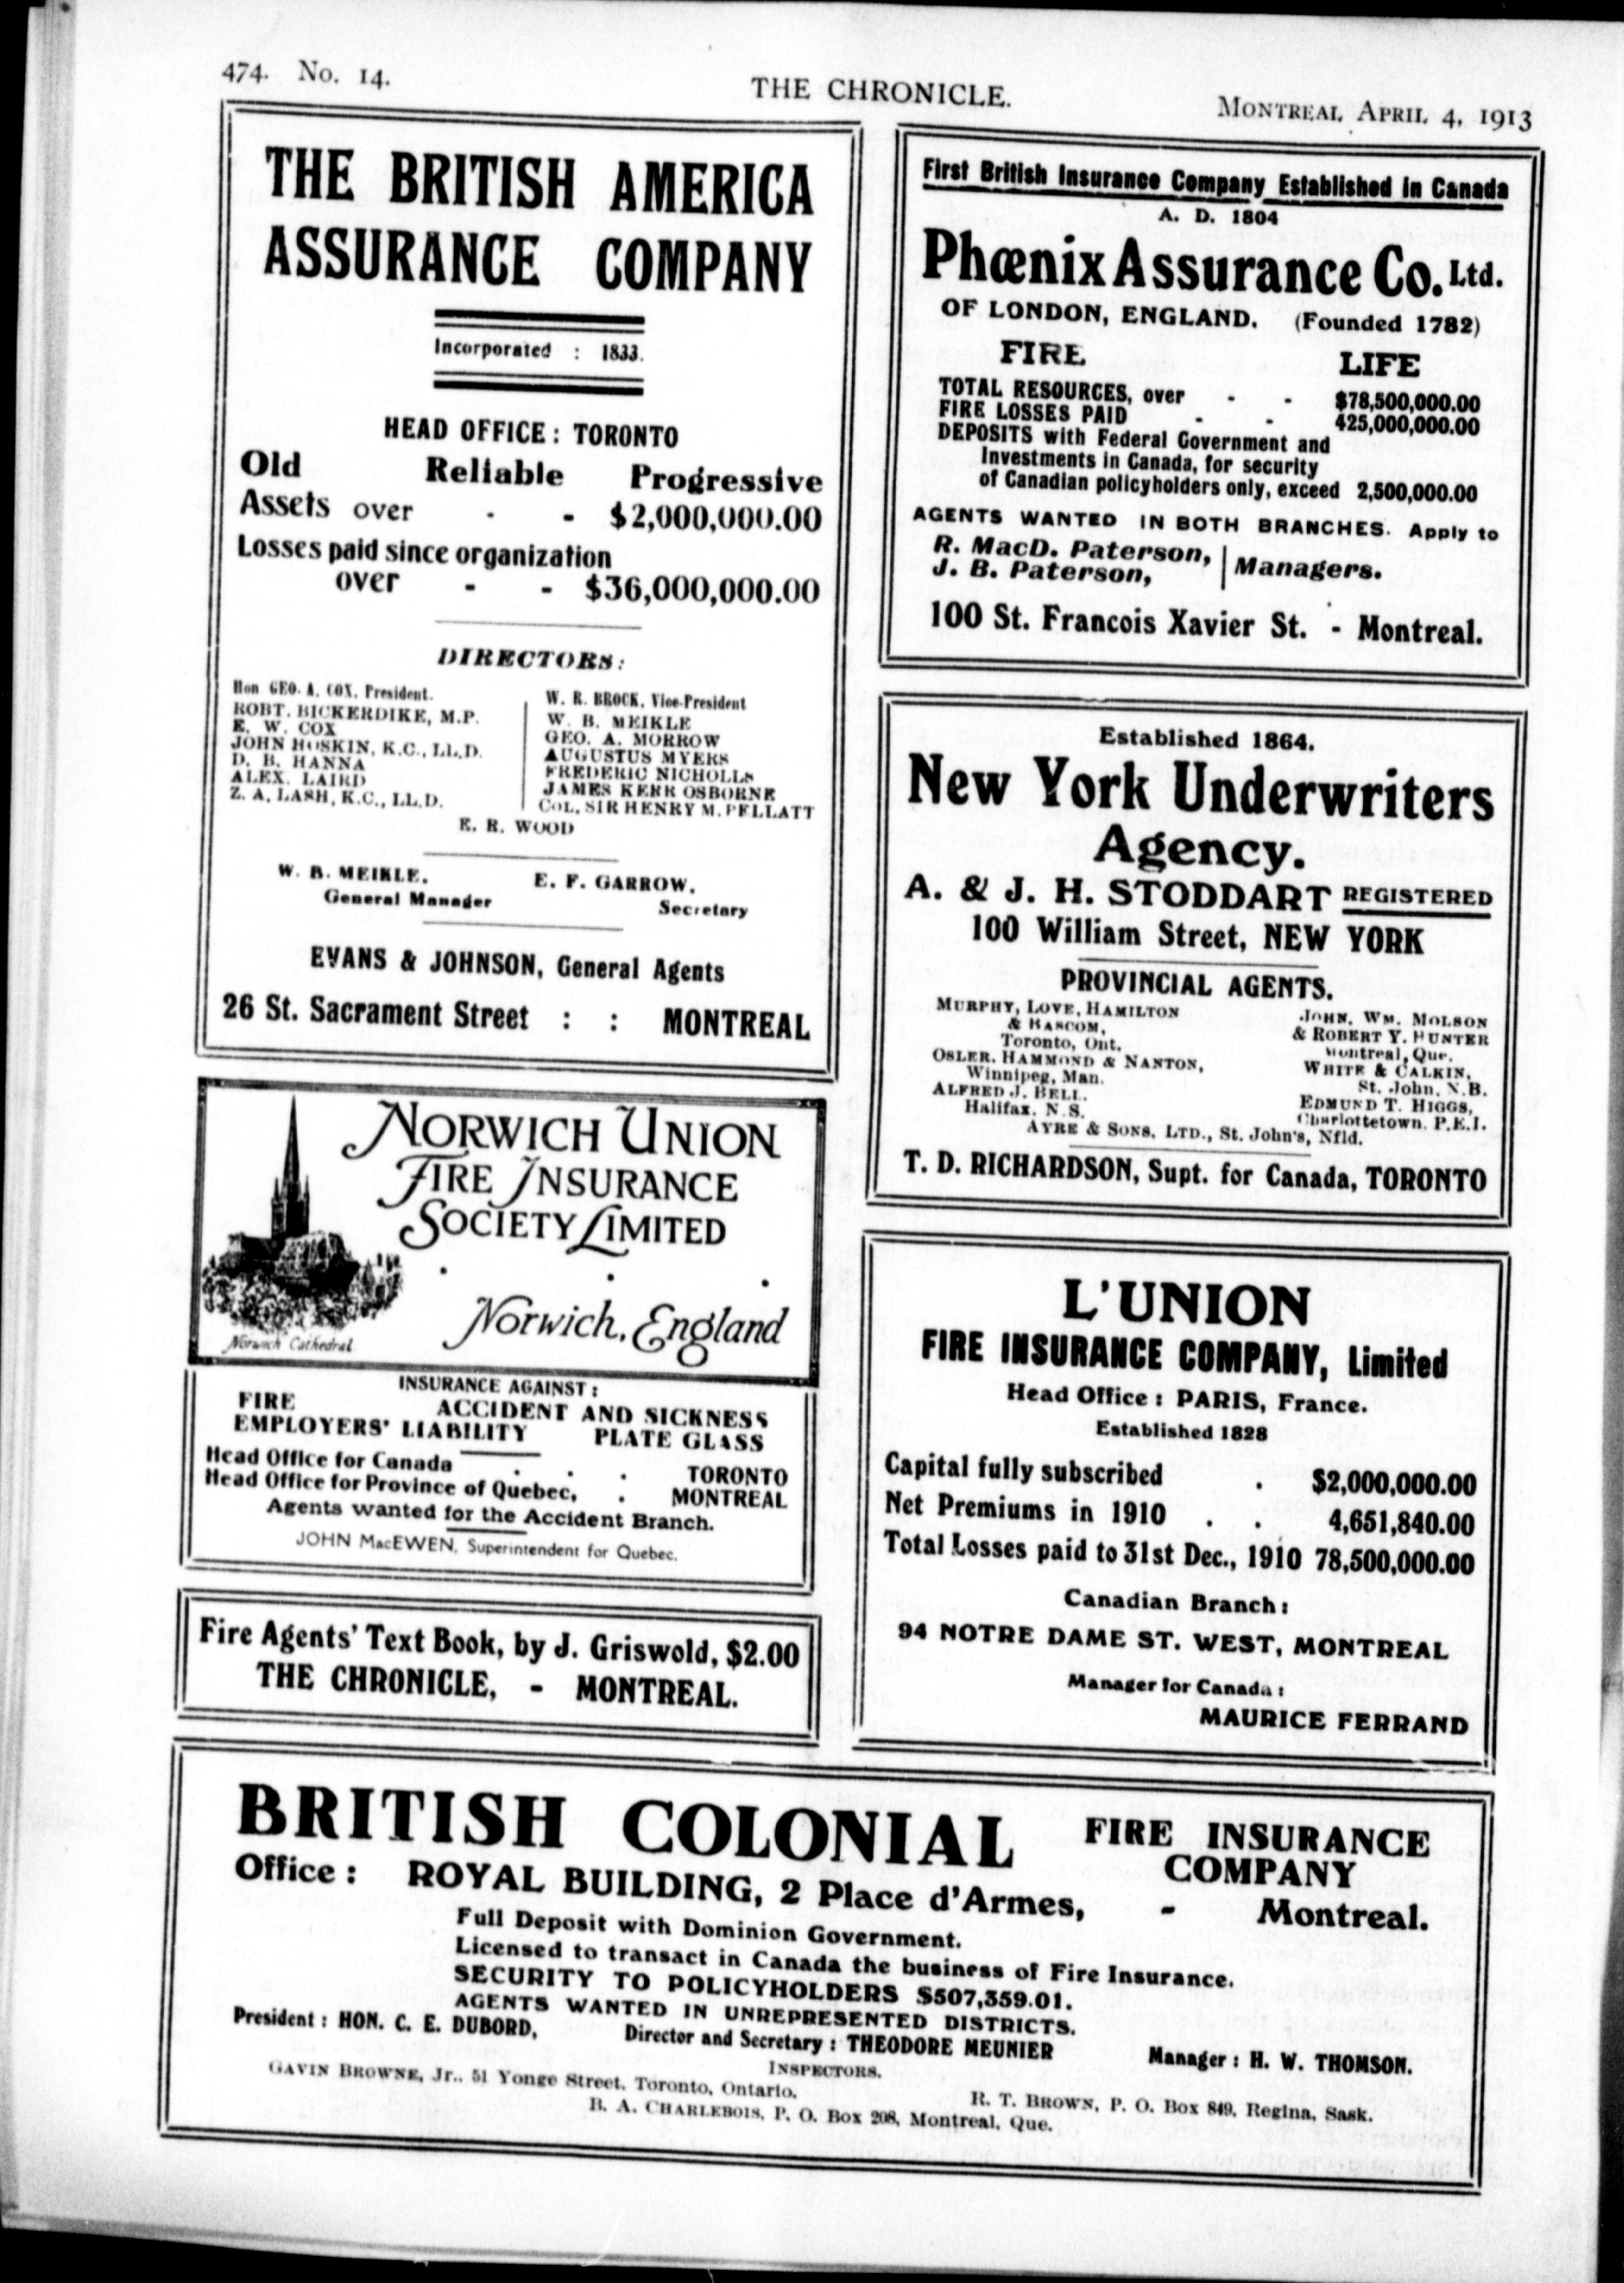 474. No. 14.
THE CHRONICLE.
MONTREAL, APRIL 4, 1913
THE BRITISH AMERICA
ASSURANCE COMPANY
Incorporated : 1833.
HEAD OFFICE : TORONTO
Old Reliable Progressive
Assets over - - $2,000,000.00
Losses paid since organization
over - - $36,000,000.00
DIRECTORS:
Hon GEO. A. COX, President.
ROBT. BICKERDIKE, M.P.
E. W. COX
JOHN HOSKIN, K.C., LL.D.
D. B. HANNA
ALEX. LAIRD
Z. A. LASH, K.C., LL.D.
W. R. BROCK, Vice-President
W. B. MEIKLE
GEO. A. MORROW
AUGUSTUS MYERS
FREDERIC NICHOLLS
JAMES KERR OSBORNE
COL. SIR HENRY M. PELLATT
E. R. WOOD
W. B. MEIKLE,
General Manager
E. F. GARROW,
Secretary
EVANS & JOHNSON, General Agents
26 St. Sacrament Street : : MONTREAL
NORWICH UNION
FIRE INSURANCE
SOCIETY LIMITED
Norwich, England
Norwich Cathedral
INSURANCE AGAINST :
FIRE ACCIDENT AND SICKNESS
EMPLOYERS' LIABILITY PLATE GLASS
Head Office for Canada . . . TORONTO
Head Office for Province of Quebec, . MONTREAL
Agents wanted for the Accident Branch.
JOHN MacEWEN, Superintendent for Quebec.
Fire Agents' Text Book, by J. Griswold, $2.00
THE CHRONICLE, - MONTREAL.
First British Insurance Company Established in Canada
A. D. 1804
Phœnix Assurance Co. Ltd.
OF LONDON, ENGLAND. (Founded 1782)
FIRE LIFE
TOTAL RESOURCES, over - - $78,500,000.00
FIRE LOSSES PAID - - 425,000,000.00
DEPOSITS with Federal Government and
Investments in Canada, for security
of Canadian policyholders only, exceed 2,500,000.00
AGENTS WANTED IN BOTH BRANCHES. Apply to
R. MacD. Paterson,
J. B. Paterson,
Managers.
100 St. Francois Xavier St. - Montreal.
Established 1864.
New York Underwriters
Agency.
A. & J. H. STODDART REGISTERED
100 William Street, NEW YORK
PROVINCIAL AGENTS.
MURPHY, LOVE, HAMILTON
& BASCOM,
Toronto, Ont.
OSLER, HAMMOND & NANTON,
Winnipeg, Man.
ALFRED J. BELL,
Halifax, N.S.
JOHN. WM. MOLSON
& ROBERT Y. HUNTER
Montreal, Que.
WHITE & CALKIN,
St. John, N.B.
EDMUND T. HIGGS,
Charlottetown, P.E.I.
AYRE & SONS, LTD., St. John's, Nfld.
T. D. RICHARDSON, Supt. for Canada, TORONTO
L'UNION
FIRE INSURANCE COMPANY, Limited
Head Office : PARIS, France.
Established 1828
Capital fully subscribed . $2,000,000.00
Net Premiums in 1910 . . 4,651,840.00
Total Losses paid to 31st Dec., 1910 78,500,000.00
Canadian Branch :
94 NOTRE DAME ST. WEST, MONTREAL
Manager for Canada :
MAURICE FERRAND
BRITISH COLONIAL FIRE INSURANCE
COMPANY
Office : ROYAL BUILDING, 2 Place d'Armes, - Montreal.
Full Deposit with Dominion Government.
Licensed to transact in Canada the business of Fire Insurance.
SECURITY TO POLICYHOLDERS $507,359.01.
AGENTS WANTED IN UNREPRESENTED DISTRICTS.
President : HON. C. E. DUBORD, Director and Secretary : THEODORE MEUNIER Manager : H. W. THOMSON.
INSPECTORS.
GAVIN BROWNE, Jr., 51 Yonge Street, Toronto, Ontario. R. T. BROWN, P. O. Box 849, Regina, Sask.
B. A. CHARLEBOIS, P. O. Box 208, Montreal, Que.